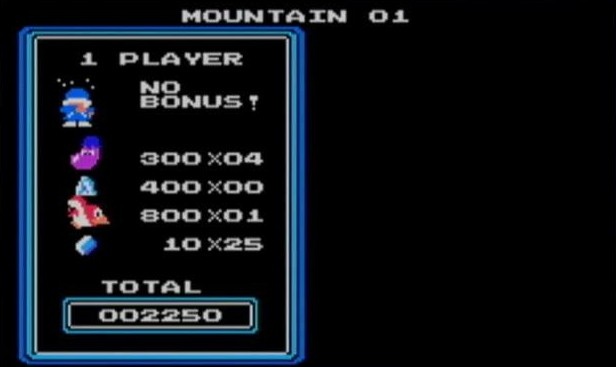 MOUNTAIN 01
1 PLAYER
NO
BONUS!
300×04
400×00
800×01
10×25
TOTAL
002250